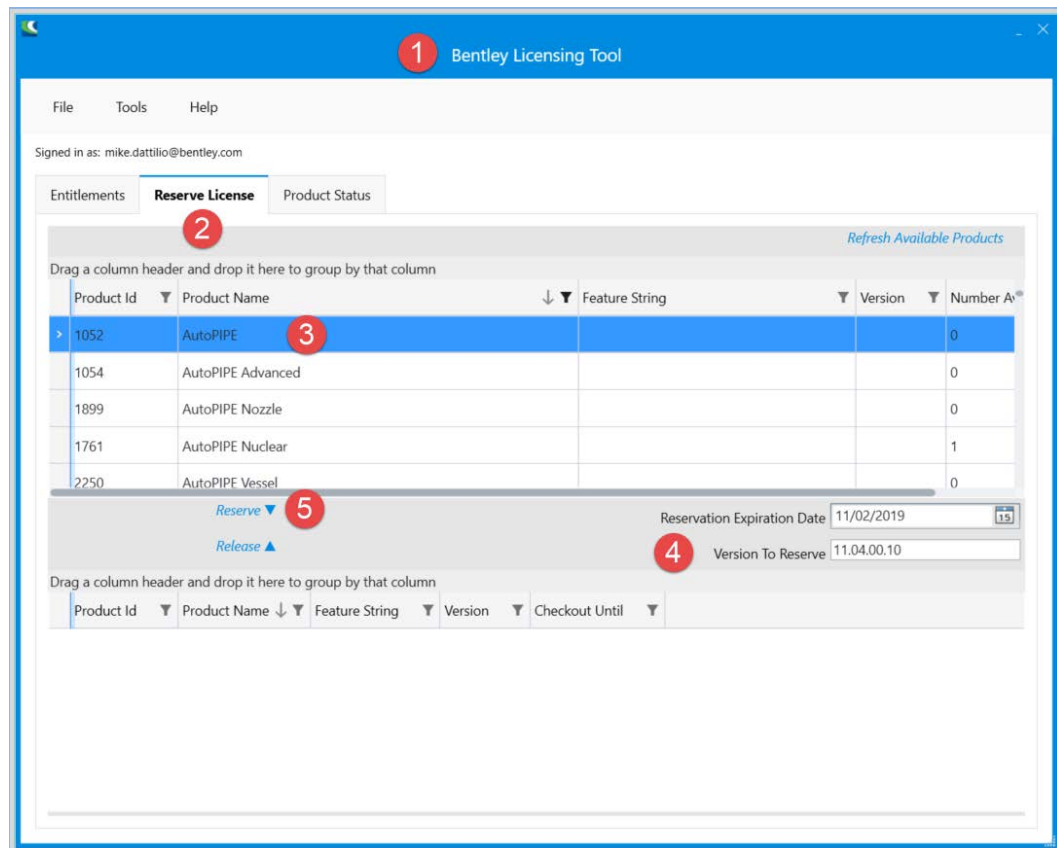 1 Bentley Licensing Tool
File Tools Help
Signed in as: mike.dattilio@bentley.com
Entitlements Reserve License Product Status
2
Refresh Available Products
Drag a column header and drop it here to group by that column
Product Id Product Name Feature String Version Number Av
1052 AutoPIPE 3 0
1054 AutoPIPE Advanced 0
1899 AutoPIPE Nozzle 0
1761 AutoPIPE Nuclear 1
2250 AutoPIPE Vessel 0
Reserve 5 Reservation Expiration Date 11/02/2019 15
Release 4 Version To Reserve 11.04.00.10
Drag a column header and drop it here to group by that column
Product Id Product Name Feature String Version Checkout Until